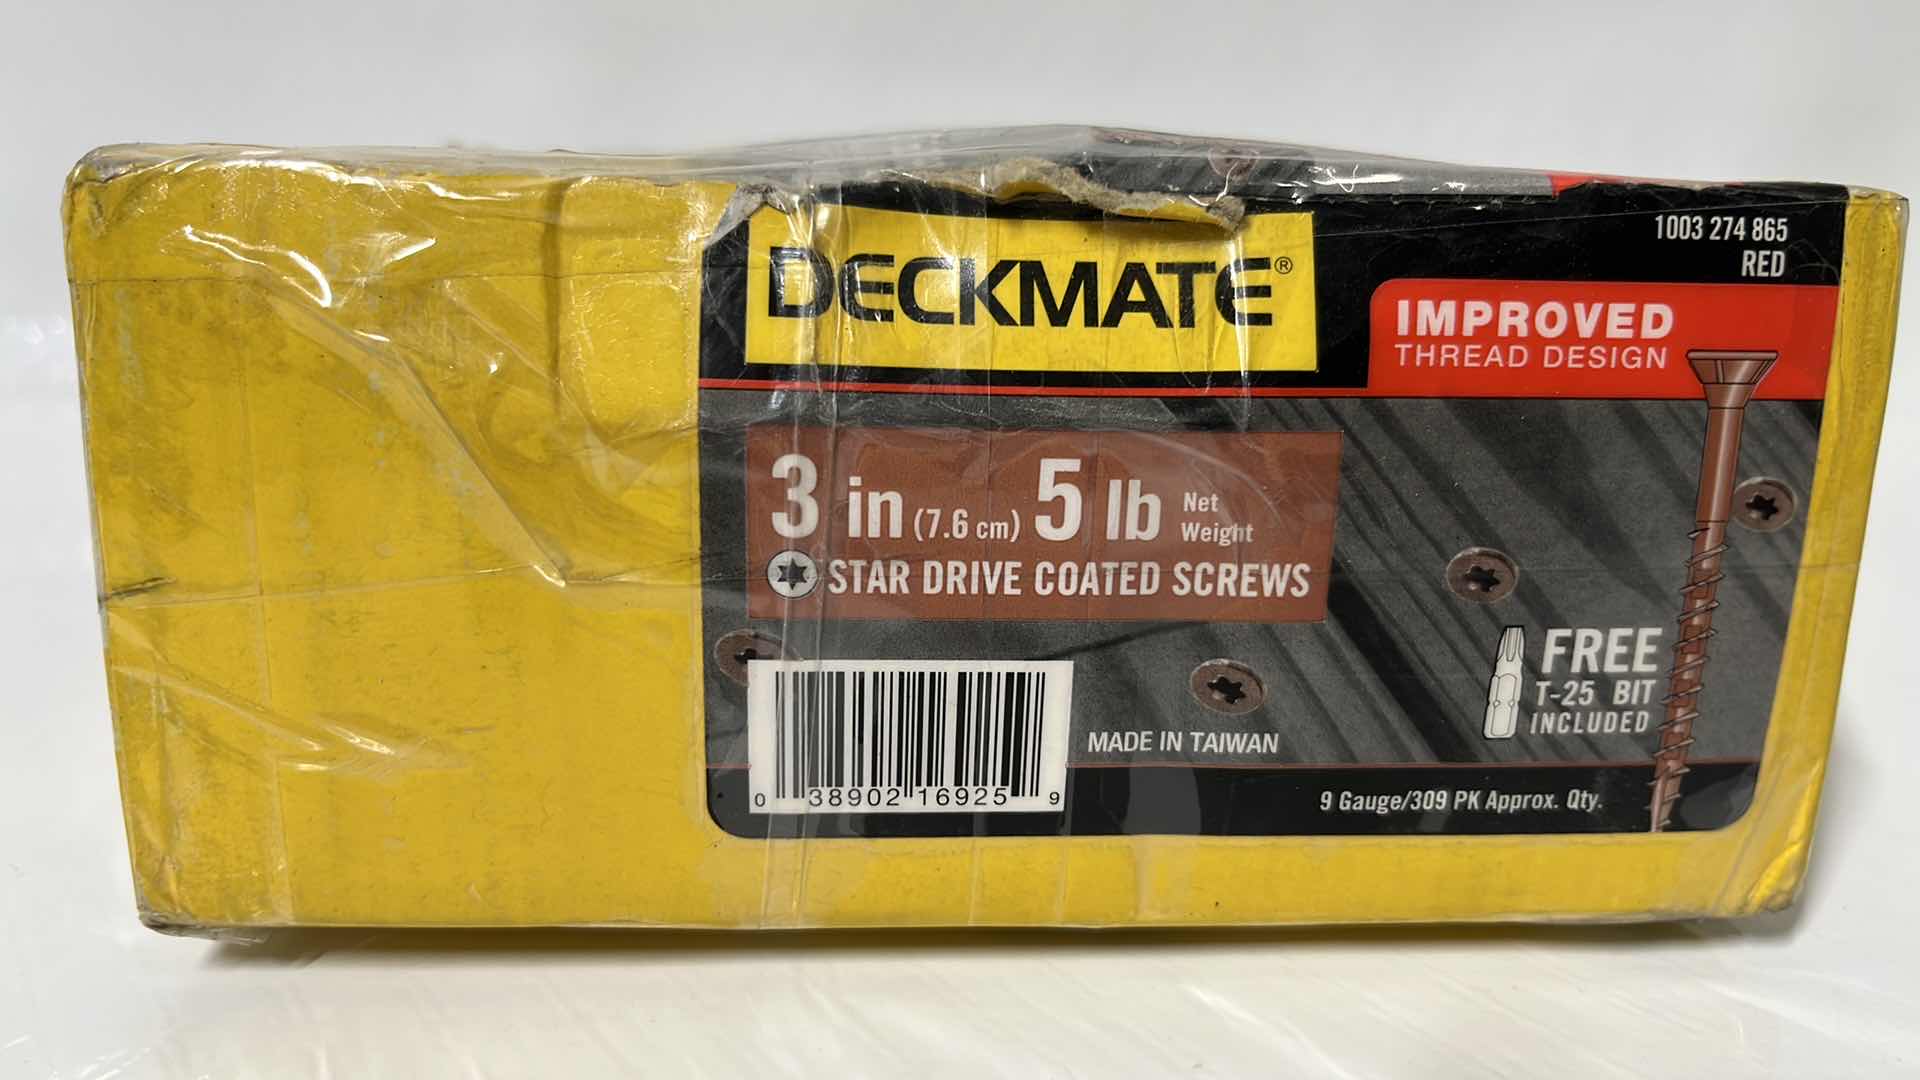 DECKMATE®
1003 274 865
RED
IMPROVED
THREAD DESIGN
3 in (7.6 cm) 5 lb Net Weight
STAR DRIVE COATED SCREWS
FREE
T-25 BIT
INCLUDED
MADE IN TAIWAN
0 38902 16925 9
9 Gauge/309 PK Approx. Qty.